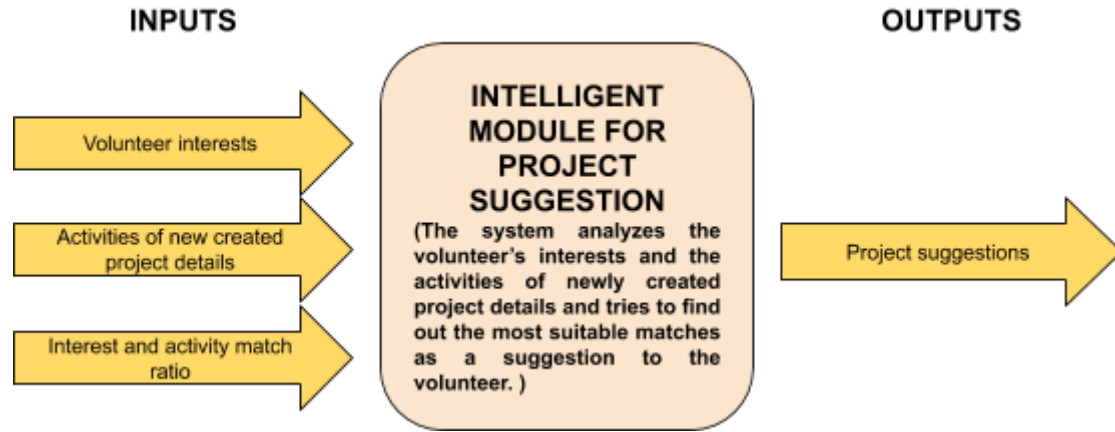 INPUTS
OUTPUTS
Volunteer interests
Activities of new created
project details
Interest and activity match
ratio
INTELLIGENT
MODULE FOR
PROJECT
SUGGESTION
(The system analyzes the
volunteer's interests and the
activities of newly created
project details and tries to find
out the most suitable matches
as a suggestion to the
volunteer. )
Project suggestions